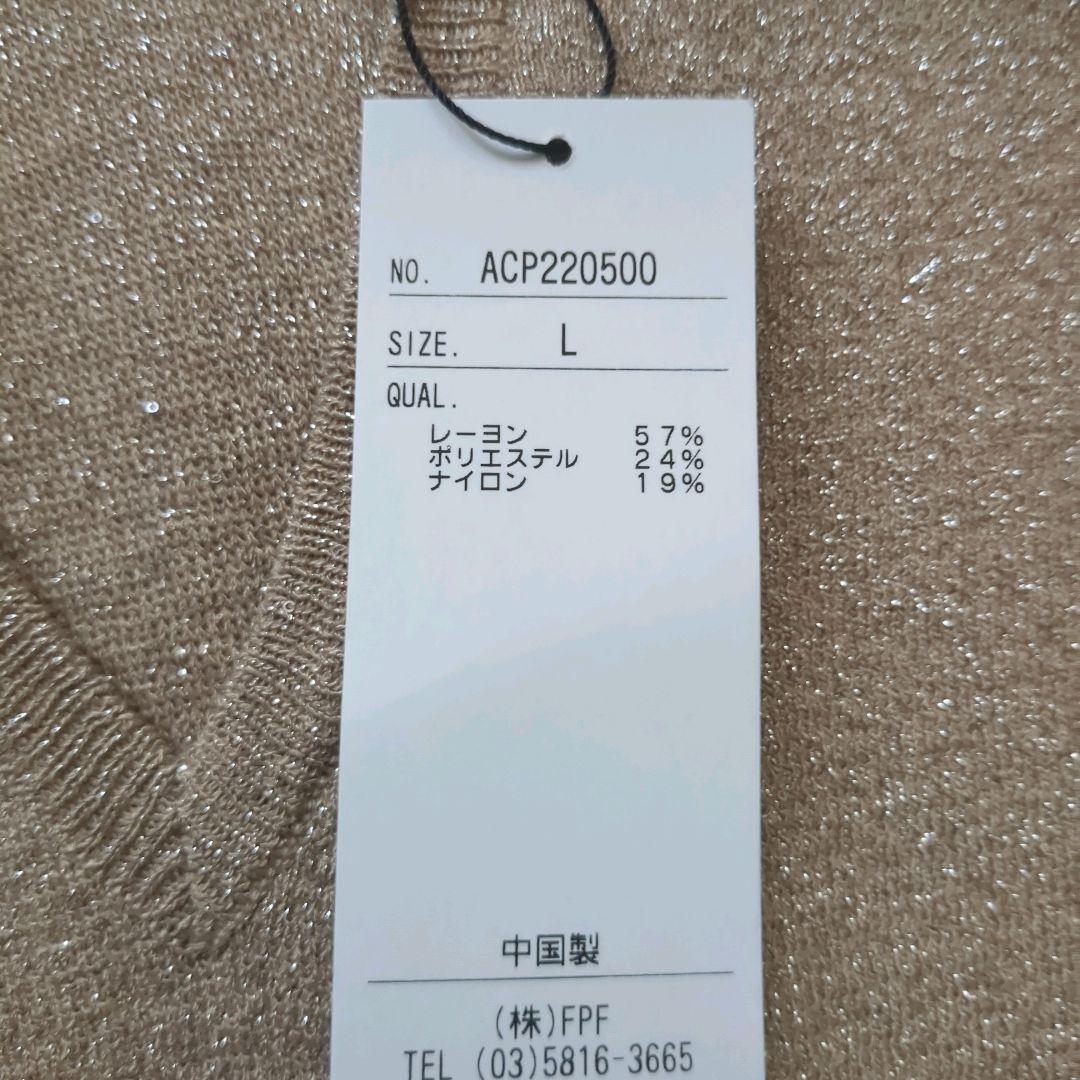 NO. ACP220500
SIZE. L
QUAL.
レーヨン 57%
ポリエステル 24%
ナイロン 19%
中国製
(株)FPF
TEL (03)5816-3665